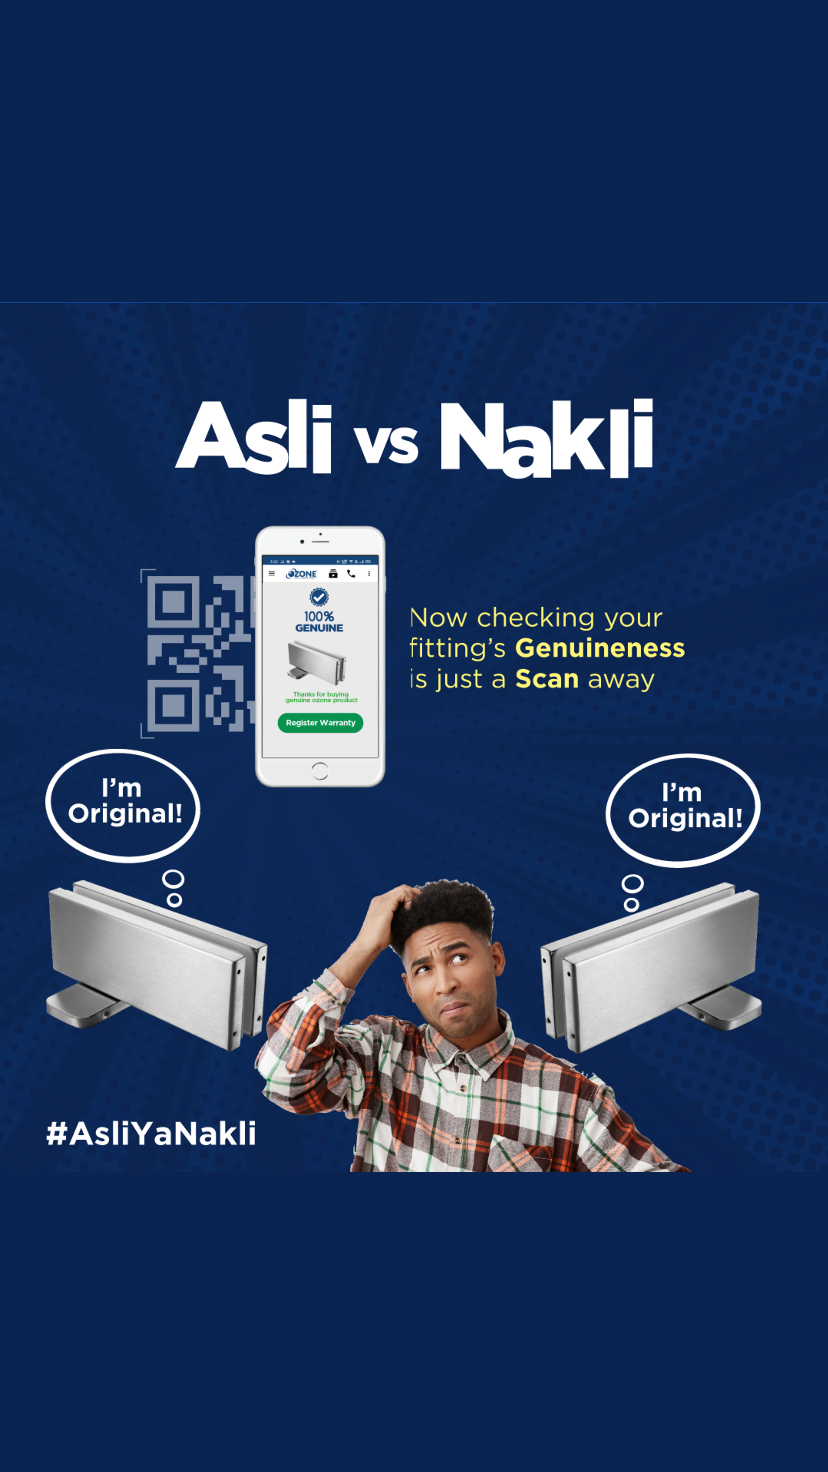 Asli vs Nakli
OZONE
100%
GENUINE
Thanks for buying
genuine ozone product
Register Warranty
Now checking your
fitting's Genuineness
is just a Scan away
I'm
Original!
I'm
Original!
#AsliYaNakli